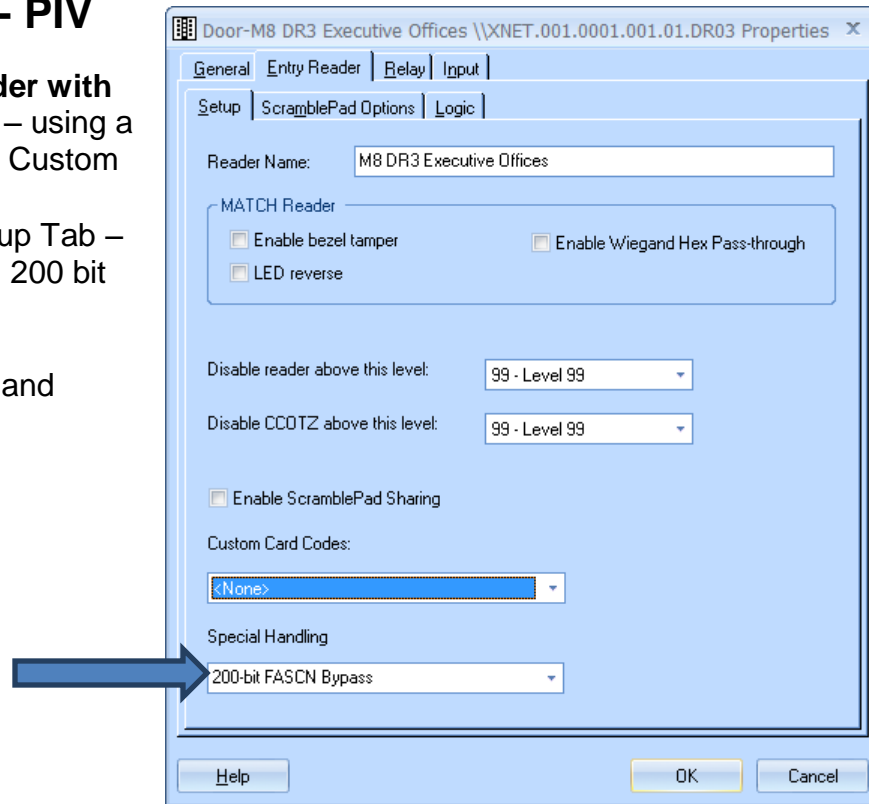 - PIV
der with
– using a
Custom
up Tab –
200 bit
and
Door-M8 DR3 Executive Offices \\XNET.001.0001.001.01.DR03 Properties x
General Entry Reader Relay Input
Setup ScramblePad Options Logic
Reader Name: M8 DR3 Executive Offices
MATCH Reader
Enable bezel tamper Enable Wiegand Hex Pass-through
LED reverse
Disable reader above this level: 99 - Level 99
Disable CCOTZ above this level: 99 - Level 99
Enable ScramblePad Sharing
Custom Card Codes:
<None>
Special Handling
200-bit FASCN Bypass
Help OK Cancel